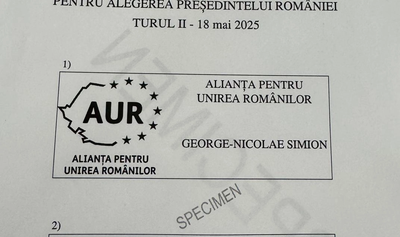 PENTRU ALEGEREA PREȘEDINTELUI ROMÂNIEI
TURUL II - 18 mai 2025
1)
AUR
ALIANȚA PENTRU
UNIREA ROMÂNILOR
ALIANȚA PENTRU
UNIREA ROMÂNILOR
GEORGE-NICOLAE SIMION
SPECIMEN
SPECIMEN
2)